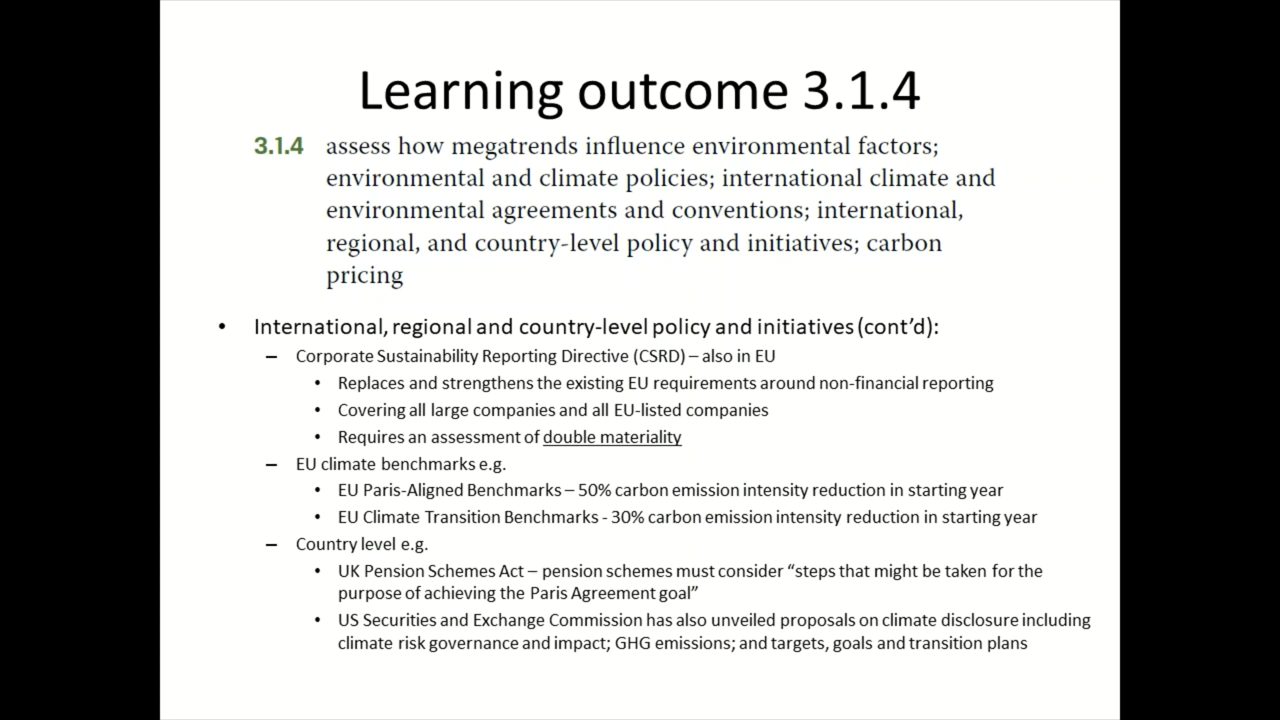 Learning outcome 3.1.4
3.1.4 assess how megatrends influence environmental factors;
environmental and climate policies; international climate and
environmental agreements and conventions; international,
regional, and country-level policy and initiatives; carbon
pricing
• International, regional and country-level policy and initiatives (cont’d):
– Corporate Sustainability Reporting Directive (CSRD) – also in EU
• Replaces and strengthens the existing EU requirements around non-financial reporting
• Covering all large companies and all EU-listed companies
• Requires an assessment of double materiality
– EU climate benchmarks e.g.
• EU Paris-Aligned Benchmarks – 50% carbon emission intensity reduction in starting year
• EU Climate Transition Benchmarks - 30% carbon emission intensity reduction in starting year
– Country level e.g.
• UK Pension Schemes Act – pension schemes must consider “steps that might be taken for the
purpose of achieving the Paris Agreement goal”
• US Securities and Exchange Commission has also unveiled proposals on climate disclosure including
climate risk governance and impact; GHG emissions; and targets, goals and transition plans